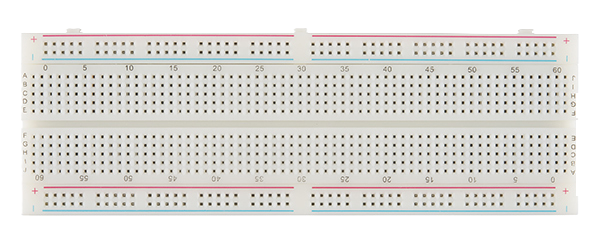 + +
- -
0 5 10 15 20 25 30 35 40 45 50 55 60
A J
B I
C H
D G
E F
F E
G D
H C
I B
J A
60 55 50 45 40 35 30 25 20 15 10 5 0
+ +
- -